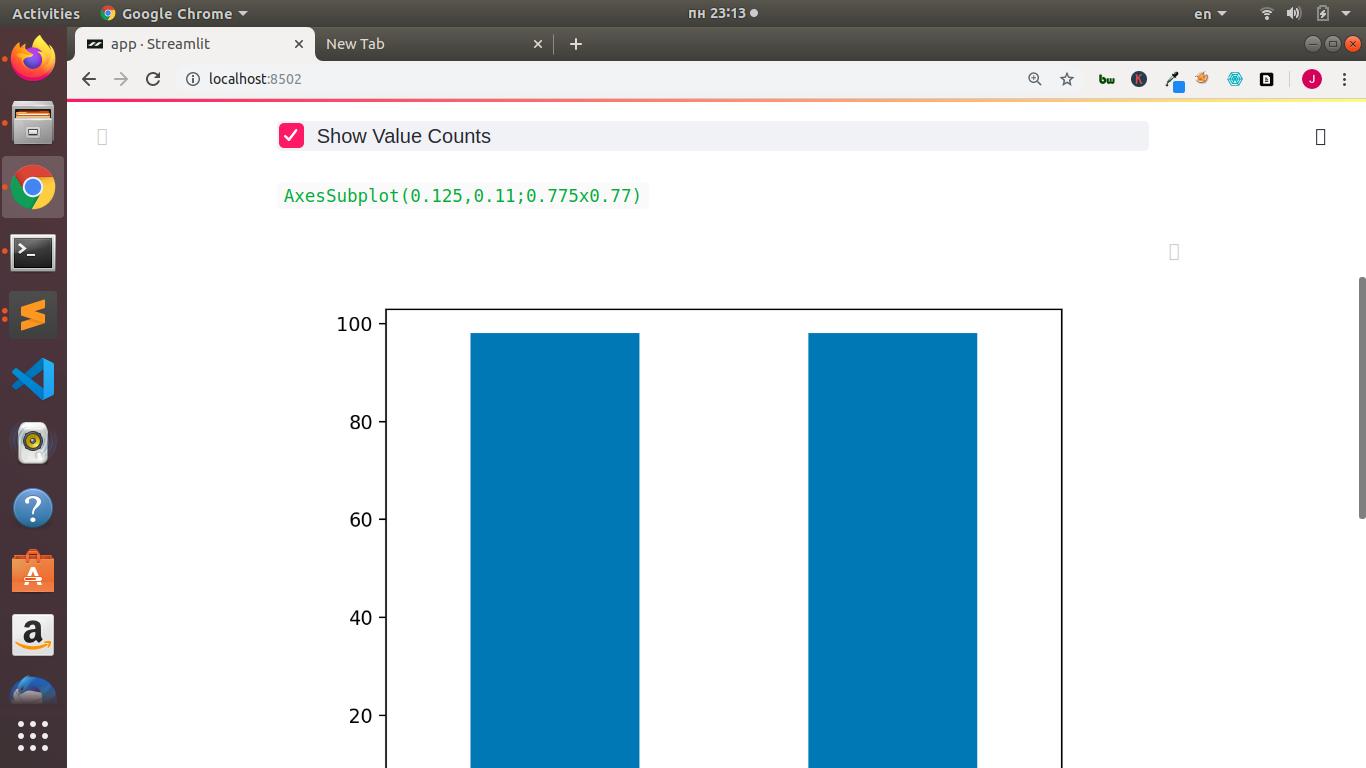 Activities Google Chrome пн 23:13 en
app · Streamlit New Tab
localhost:8502 bw K J
Show Value Counts
AxesSubplot(0.125,0.11;0.775x0.77)
100
80
60
40
20